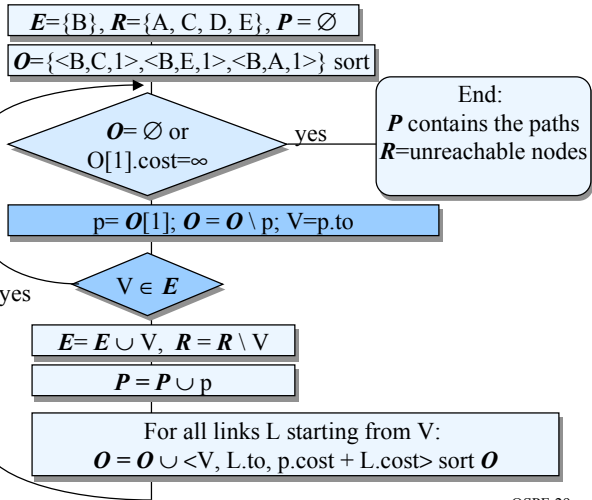 E={B}, R={A, C, D, E}, P = ∅
O={<B,C,1>,<B,E,1>,<B,A,1>} sort
O= ∅ or
O[1].cost=∞
yes
End:
P contains the paths
R=unreachable nodes
p= O[1]; O = O \ p; V=p.to
V ∈ E
yes
E= E ∪ V, R = R \ V
P = P ∪ p
For all links L starting from V:
O = O ∪ <V, L.to, p.cost + L.cost> sort O